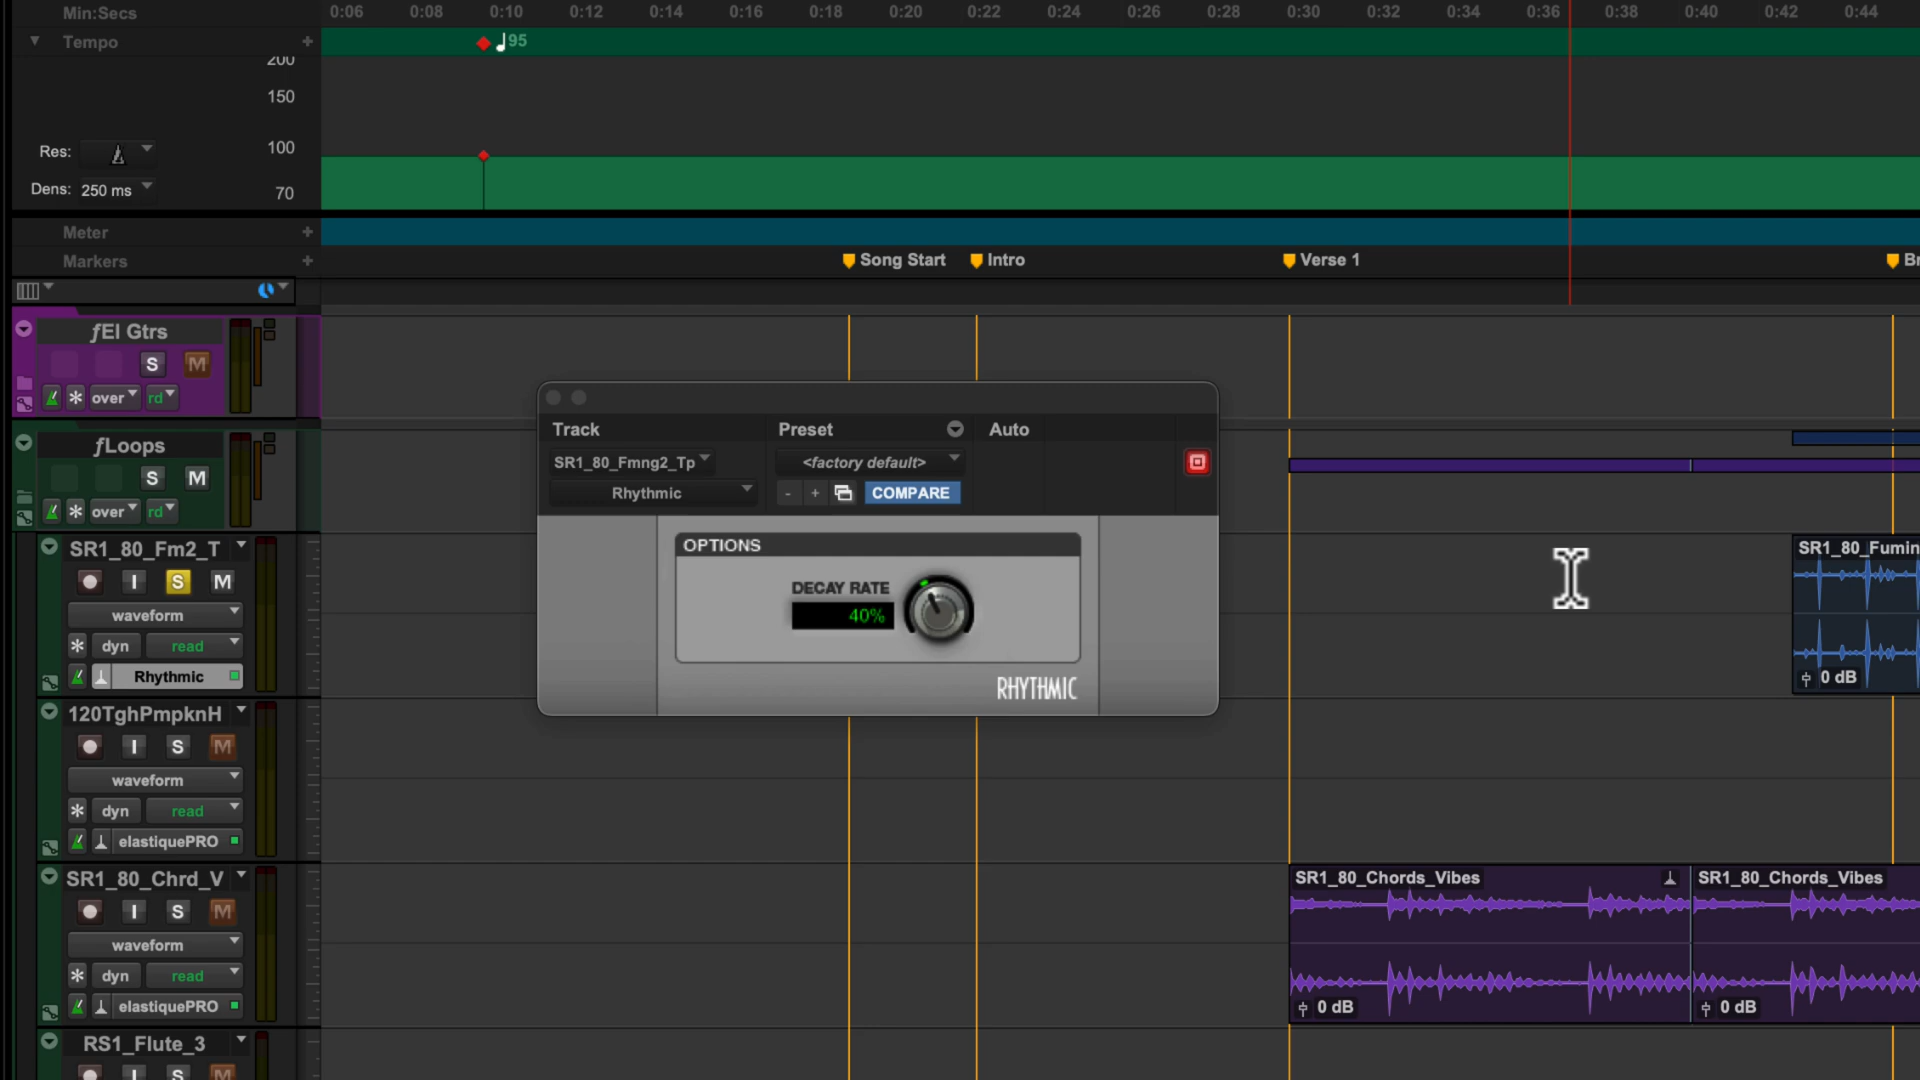 Min:Secs 0:06 0:08 0:10 0:12 0:14 0:16 0:18 0:20 0:22 0:24 0:26 0:28 0:30 0:32 0:34 0:36 0:38 0:40 0:42 0:44
Tempo + 95
200
150
Res: 100
Dens: 250 ms 70
Meter +
Markers + Song Start Intro Verse 1 Br
ƒEl Gtrs
S M
over rd
ƒLoops
S M
over rd
Track Preset Auto
SR1_80_Fmng2_Tp <factory default>
Rhythmic - + COMPARE
OPTIONS
DECAY RATE
40%
RHYTHMIC
SR1_80_Fm2_T
I S M
waveform
dyn read
Rhythmic
SR1_80_Fumin
0 dB
120TghPmpknH
I S M
waveform
dyn read
elastiquePRO
SR1_80_Chrd_V
I S M
waveform
dyn read
elastiquePRO
SR1_80_Chords_Vibes SR1_80_Chords_Vibes
0 dB 0 dB
RS1_Flute_3
I S M